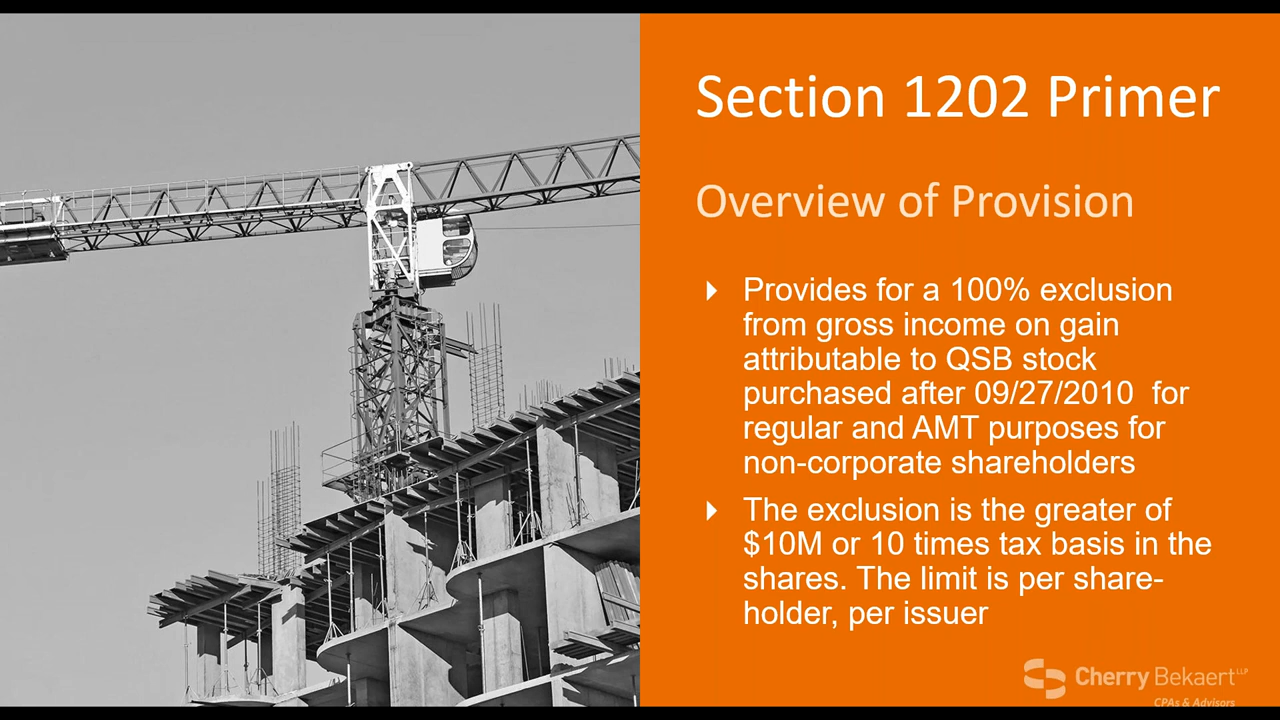 Section 1202 Primer
Overview of Provision
Provides for a 100% exclusion
from gross income on gain
attributable to QSB stock
purchased after 09/27/2010  for
regular and AMT purposes for
non-corporate shareholders
The exclusion is the greater of
$10M or 10 times tax basis in the
shares. The limit is per share-
holder, per issuer
Cherry Bekaert LLP
CPAs & Advisors